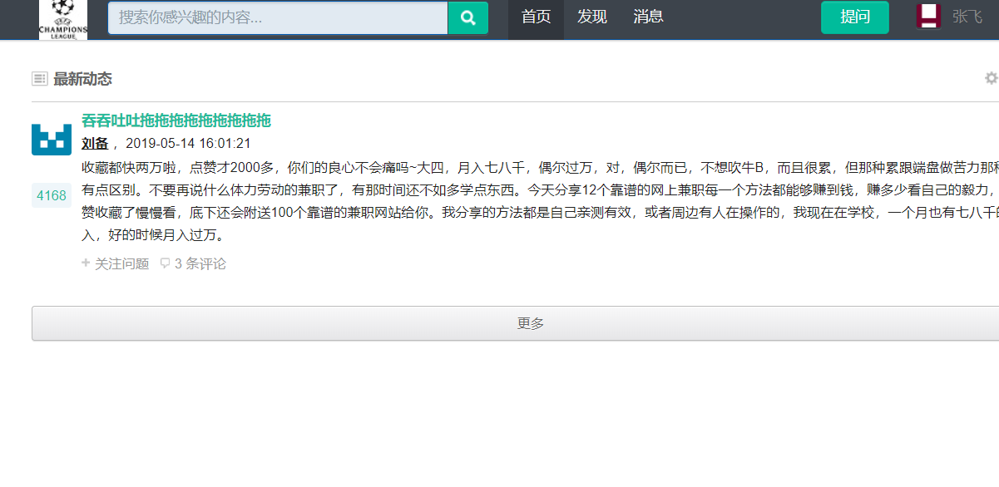 CHAMPIONS
LEAGUE
搜索你感兴趣的内容...
首页 发现 消息
提问
张飞
最新动态
吞吞吐吐拖拖拖拖拖拖拖拖拖
刘备 ，2019-05-14 16:01:21
收藏都快两万啦，点赞才2000多，你们的良心不会痛吗~大四，月入七八千，偶尔过万，对，偶尔而已，不想吹牛B，而且很累，但那种累跟端盘做苦力那种
有点区别。不要再说什么体力劳动的兼职了，有那时间还不如多学点东西。今天分享12个靠谱的网上兼职每一个方法都能够赚到钱，赚多少看自己的毅力，
4168
赞收藏了慢慢看，底下还会附送100个靠谱的兼职网站给你。我分享的方法都是自己亲测有效，或者周边有人在操作的，我现在在学校，一个月也有七八千的
入，好的时候月入过万。
关注问题 3 条评论
更多